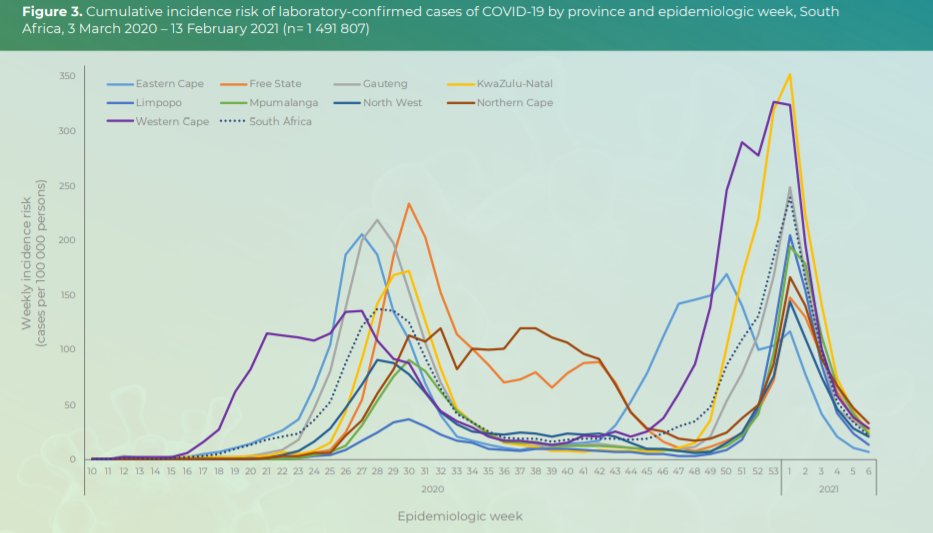 Figure 3. Cumulative incidence risk of laboratory-confirmed cases of COVID-19 by province and epidemiologic week, South
Africa, 3 March 2020 – 13 February 2021 (n= 1 491 807)
350
300
250
200
150
100
50
0
Weekly incidence risk
(cases per 100 000 persons)
Eastern Cape Free State Gauteng KwaZulu-Natal
Limpopo Mpumalanga North West Northern Cape
Western Cape South Africa
10 11 12 13 14 15 16 17 18 19 20 21 22 23 24 25 26 27 28 29 30 31 32 33 34 35 36 37 38 39 40 41 42 43 44 45 46 47 48 49 50 51 52 53 1 2 3 4 5 6
2020 2021
Epidemiologic week